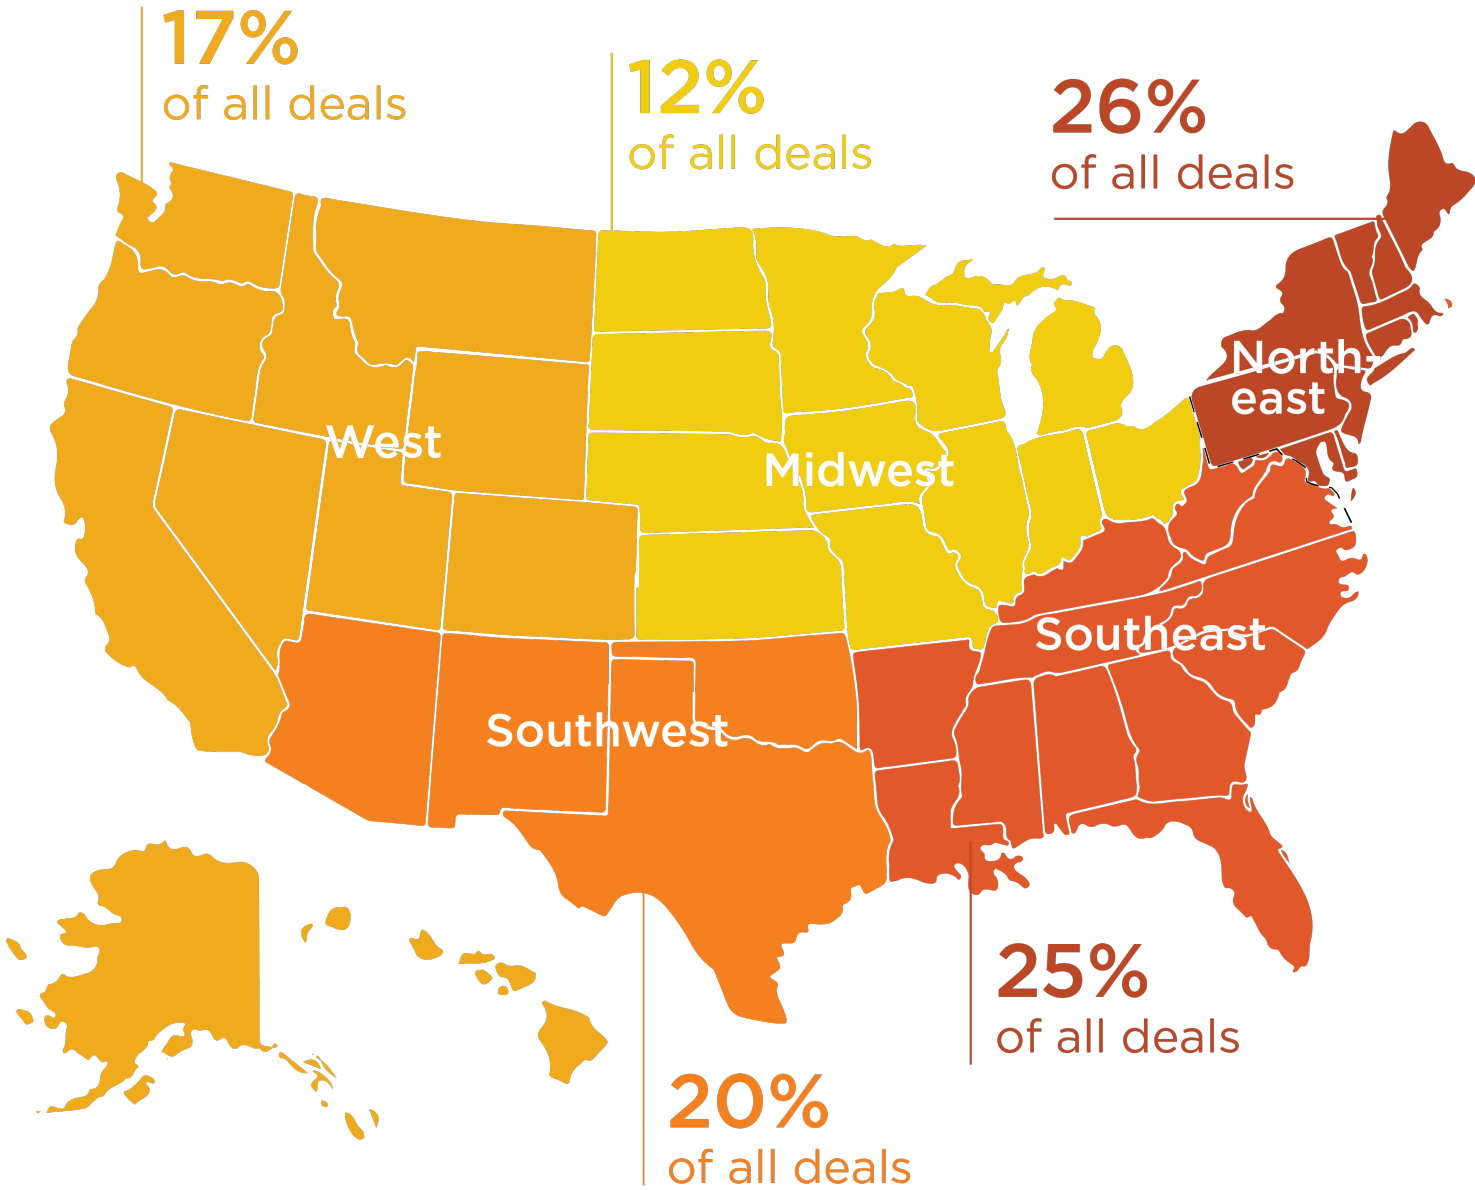 17%
of all deals
12%
of all deals
26%
of all deals
North-
east
West
Midwest
Southeast
Southwest
25%
of all deals
20%
of all deals